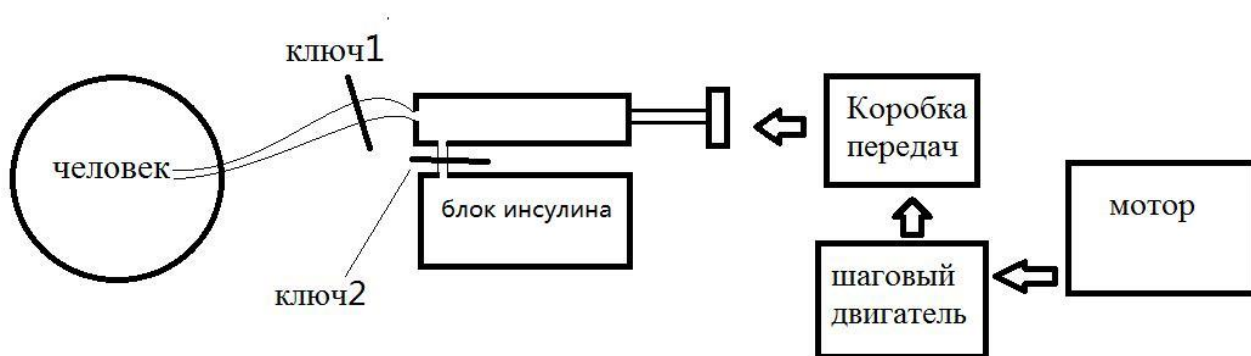 ключ1
человек
блок инсулина
ключ2
Коробка
передач
шаговый
двигатель
мотор